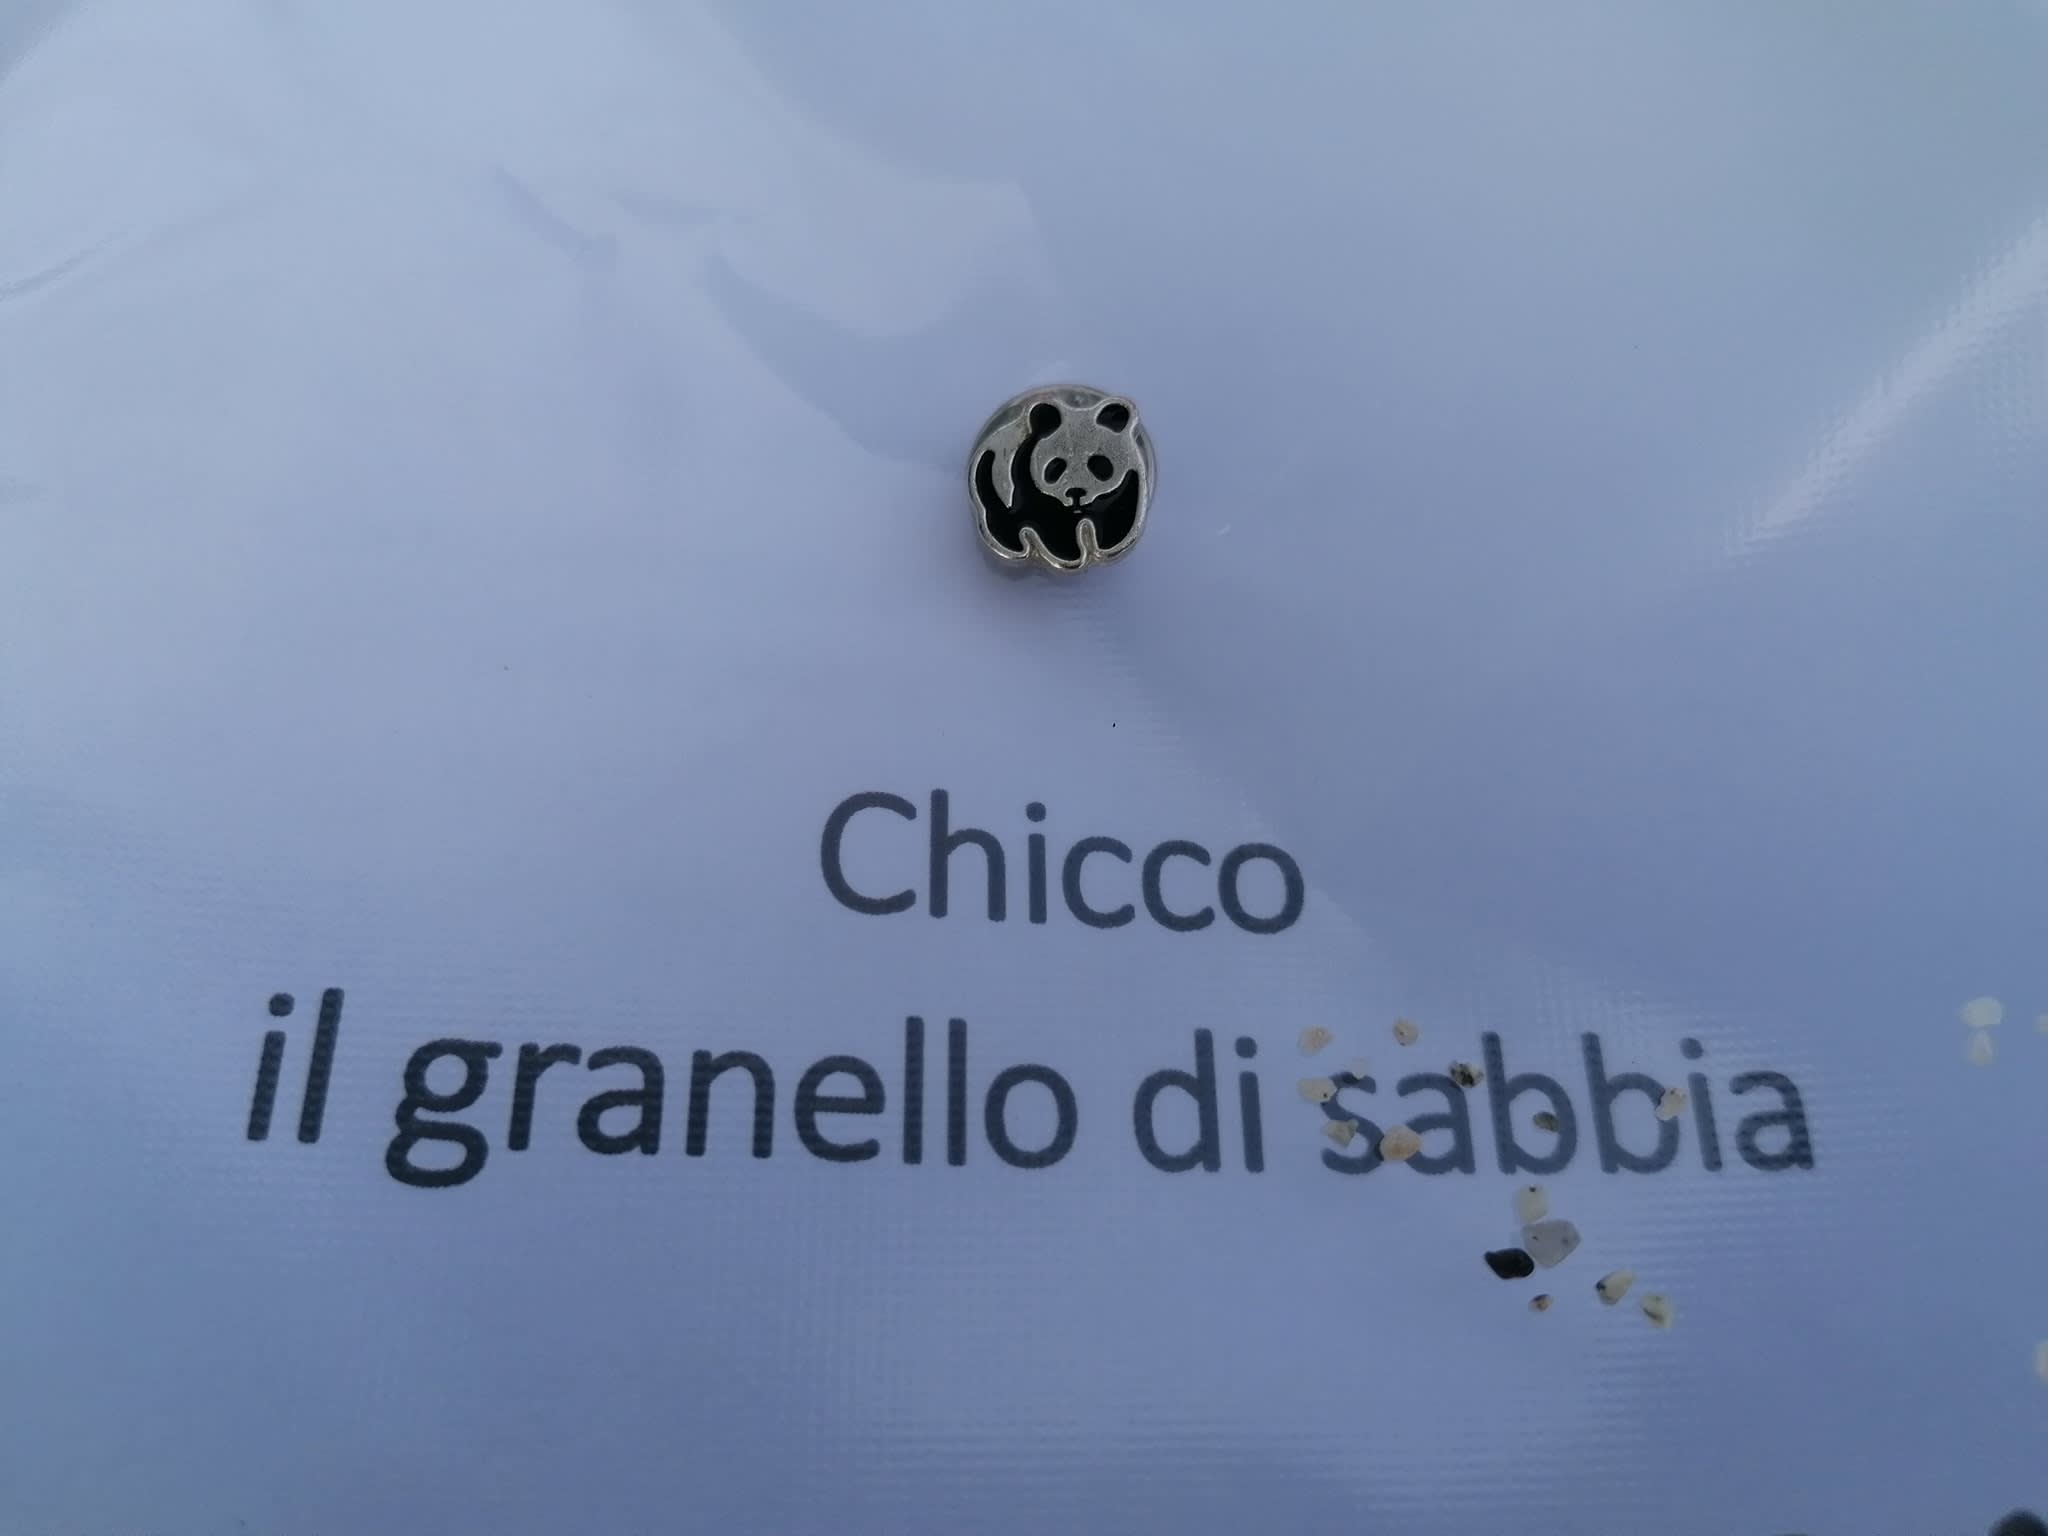 Chicco
il granello di sabbia